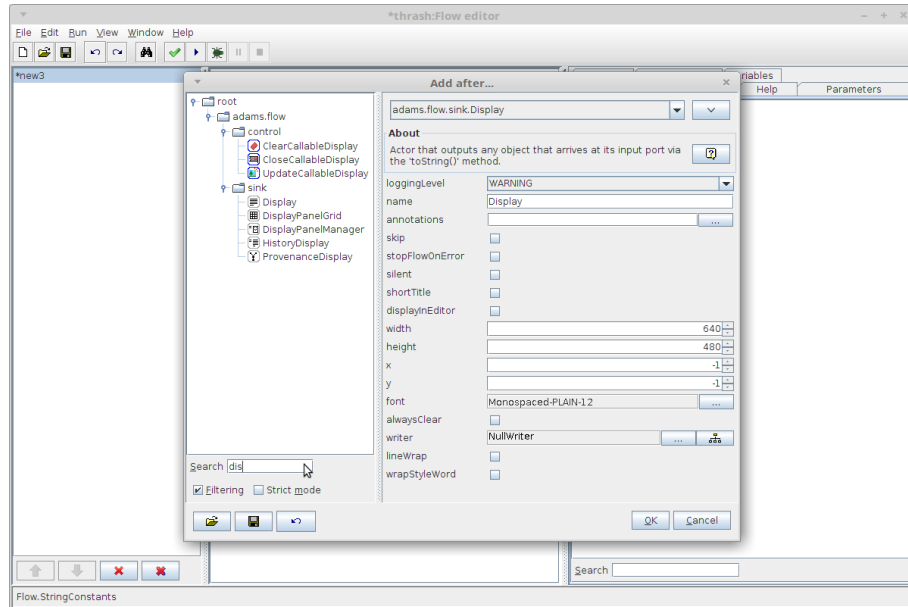 *thrash:Flow editor
File Edit Run View Window Help
*new3
Add after...
riables
Help Parameters
root
adams.flow
control
ClearCallableDisplay
CloseCallableDisplay
UpdateCallableDisplay
sink
Display
DisplayPanelGrid
DisplayPanelManager
HistoryDisplay
ProvenanceDisplay
Search dis
Filtering Strict mode
adams.flow.sink.Display
About
Actor that outputs any object that arrives at its input port via
the 'toString()' method.
loggingLevel WARNING
name Display
annotations ...
skip
stopFlowOnError
silent
shortTitle
displayInEditor
width 640
height 480
x -1
y -1
font Monospaced-PLAIN-12 ...
alwaysClear
writer NullWriter ...
lineWrap
wrapStyleWord
OK Cancel
Search
Flow.StringConstants